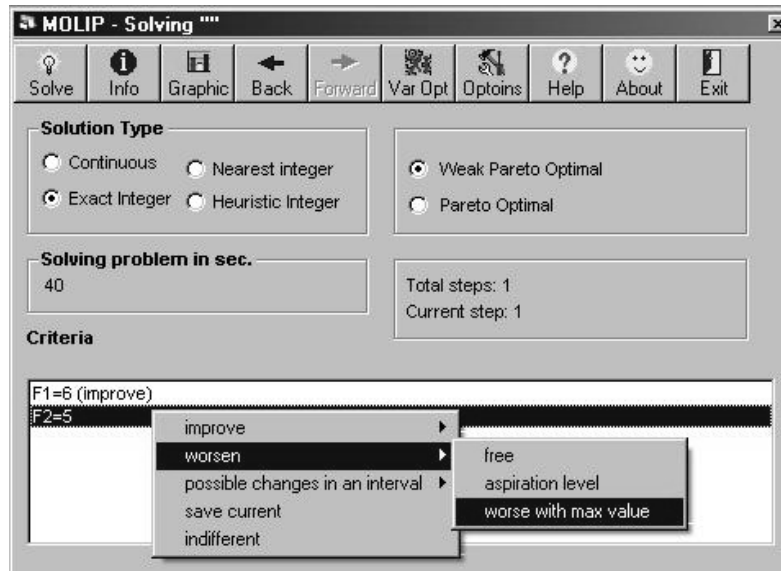 MOLIP - Solving ""
Solve Info Graphic Back Forward Var Opt Optoins Help About Exit
Solution Type
Continuous Nearest integer
Exact Integer Heuristic Integer
Weak Pareto Optimal
Pareto Optimal
Solving problem in sec.
40
Total steps: 1
Current step: 1
Criteria
F1=6 (improve)
F2=5
improve
worsen
possible changes in an interval
save current
indifferent
free
aspiration level
worse with max value